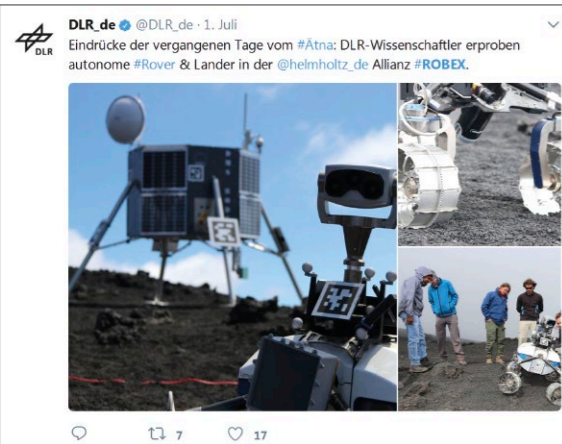 DLR_de @DLR_de · 1. Juli
Eindrücke der vergangenen Tage vom #Ätna: DLR-Wissenschaftler erproben
autonome #Rover & Lander in der @helmholtz_de Allianz #ROBEX.
DLR
7 17